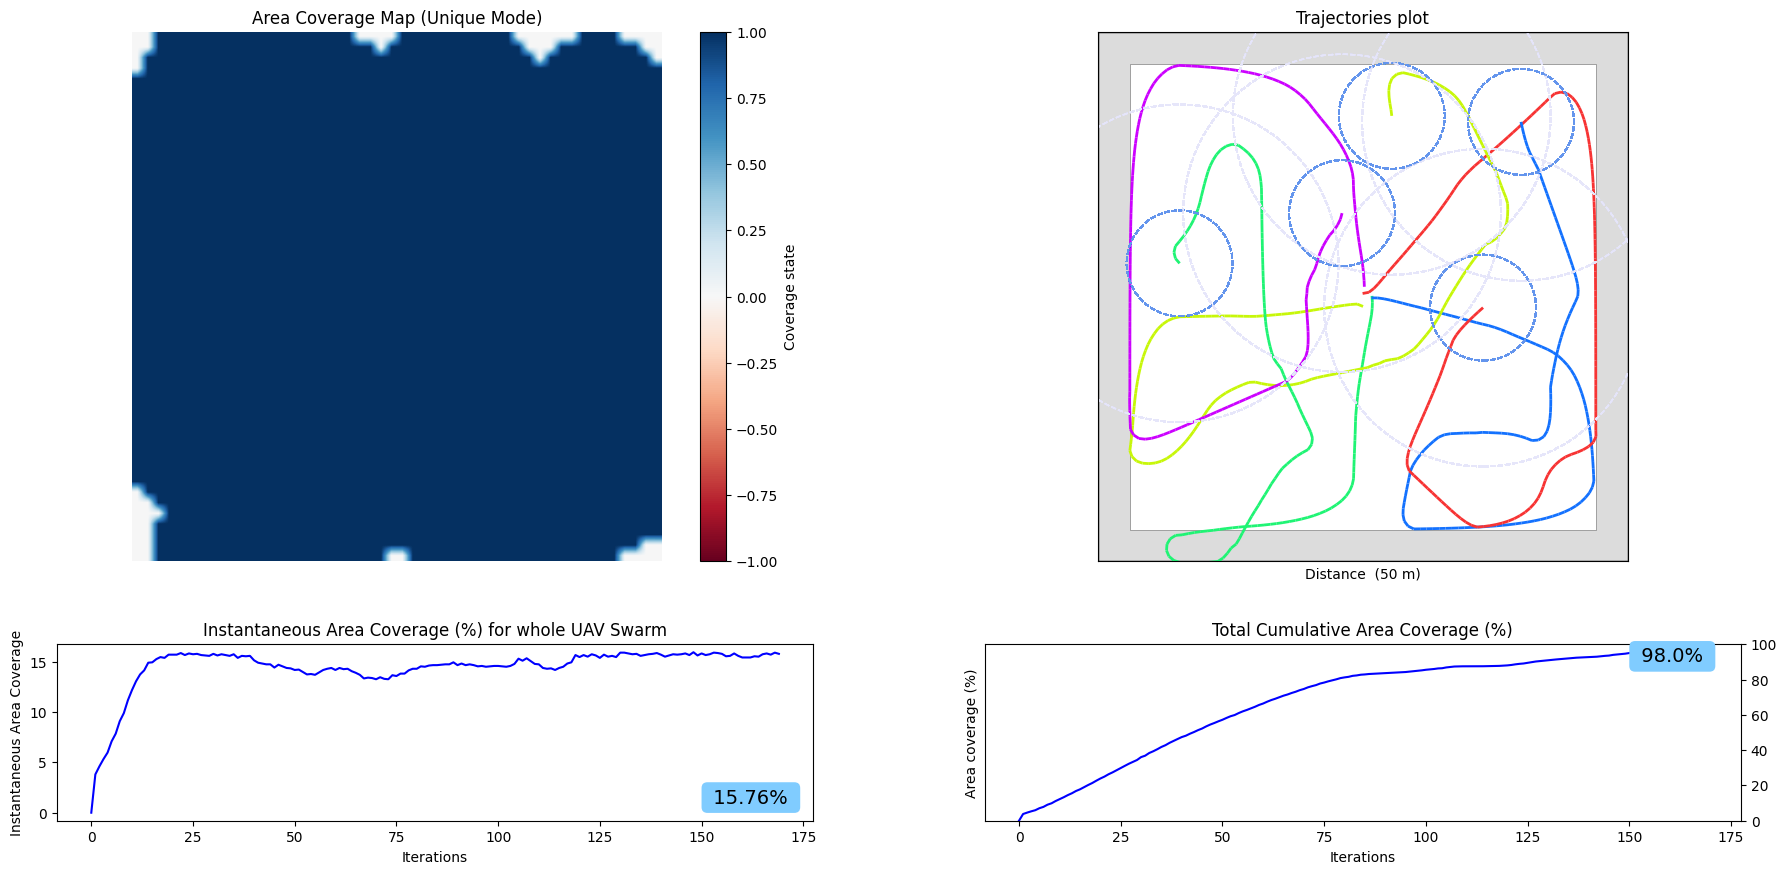 Area Coverage Map (Unique Mode)
1.00
0.75
0.50
0.25
0.00
−0.25
−0.50
−0.75
−1.00
Coverage state
Trajectories plot
Distance  (50 m)
Instantaneous Area Coverage (%) for whole UAV Swarm
Instantaneous Area Coverage
15
10
5
0
15.76%
0 25 50 75 100 125 150 175
Iterations
Total Cumulative Area Coverage (%)
Area coverage (%)
98.0%
100
80
60
40
20
0
0 25 50 75 100 125 150 175
Iterations